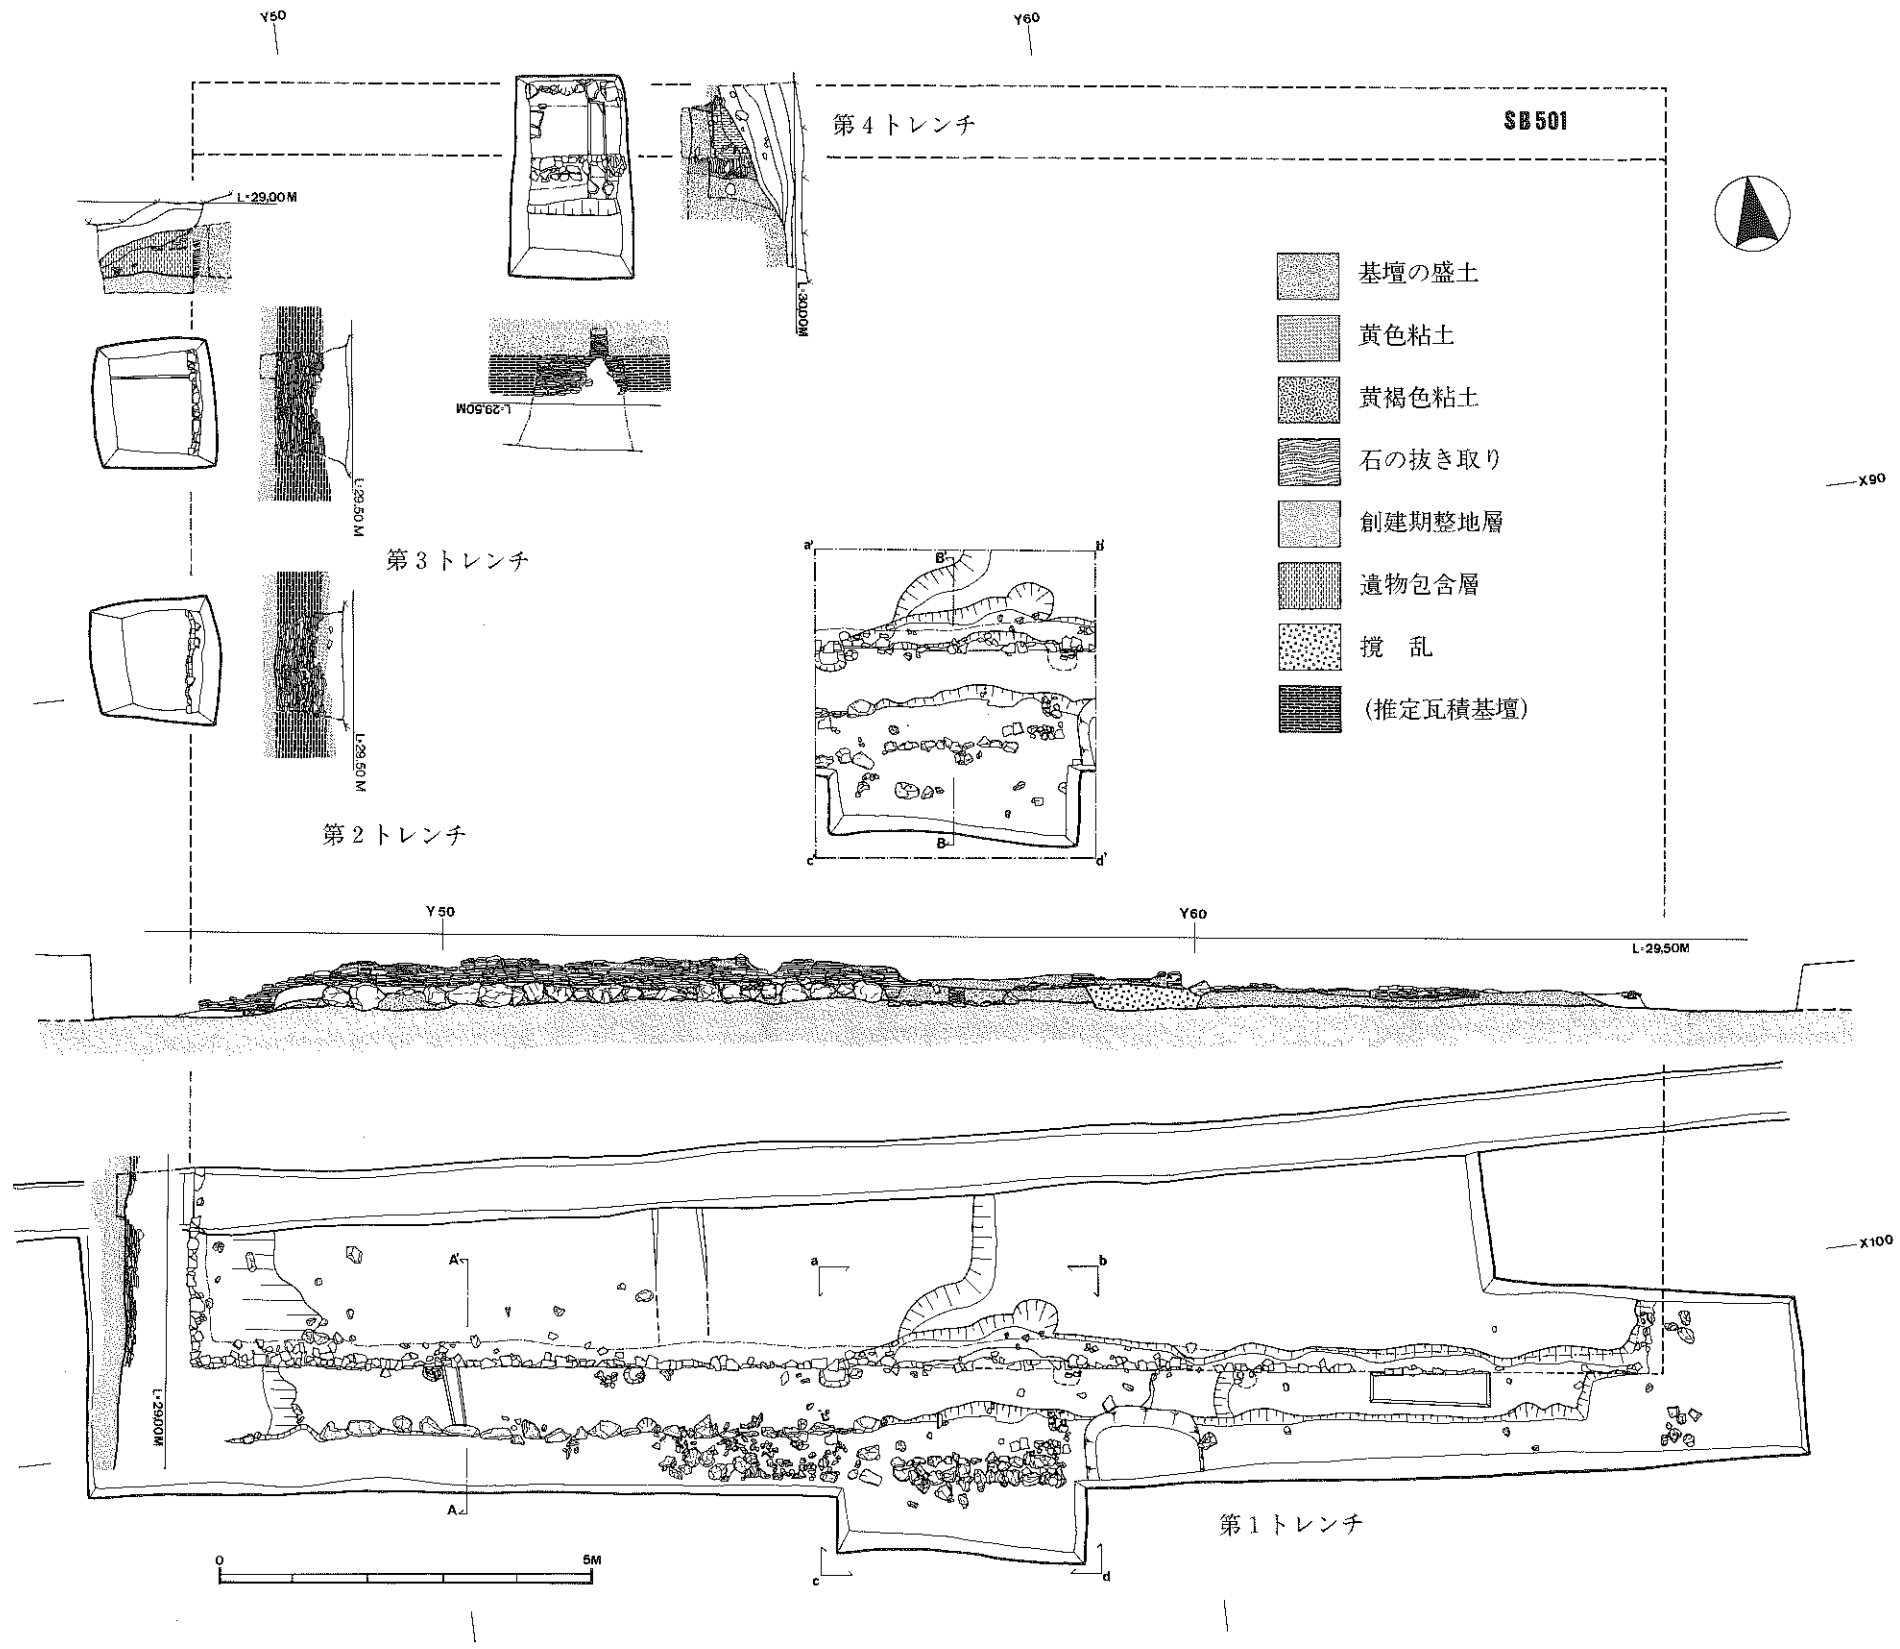 Y50
Y60
第4トレンチ
SB501
L=29.00M
L=30.00M
基壇の盛土
黄色粘土
黄褐色粘土
石の抜き取り
創建期整地層
遺物包含層
攪 乱
(推定瓦積基壇)
L=29.50M
L=29.50M
X90
第3トレンチ
a'
B'
b'
L=29.50M
第2トレンチ
B
c'
d'
Y50
Y60
L=29.50M
X100
A'
a
b
L=29.00M
A
第1トレンチ
0
5M
c
d